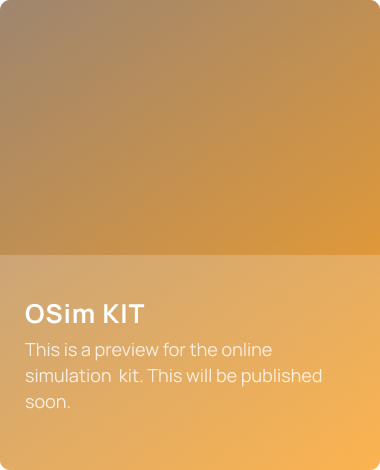 OSim KIT
This is a preview for the online
simulation  kit. This will be published
soon.